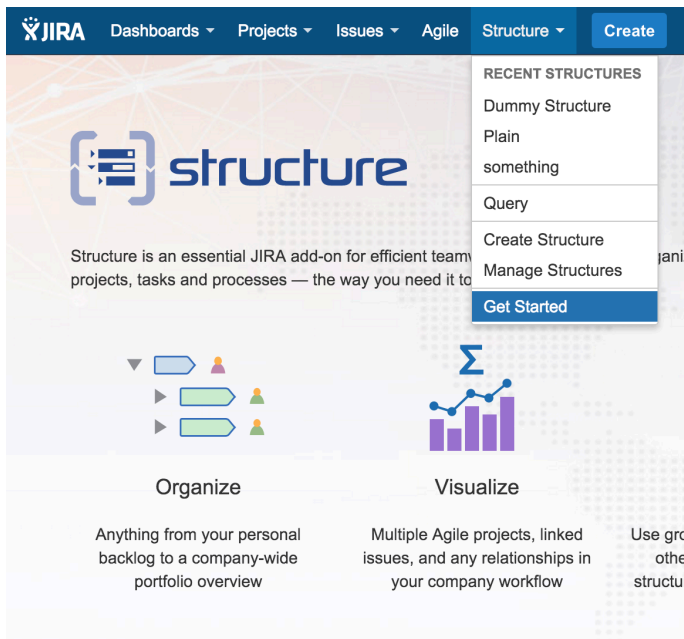 JIRA Dashboards Projects Issues Agile Structure Create
RECENT STRUCTURES
Dummy Structure
Plain
something
Query
Create Structure
Manage Structures
Get Started
structure
Structure is an essential JIRA add-on for efficient
projects, tasks and processes — the way you need it to
Σ
Organize
Anything from your personal
backlog to a company-wide
portfolio overview
Visualize
Multiple Agile projects, linked
issues, and any relationships in
your company workflow
Use